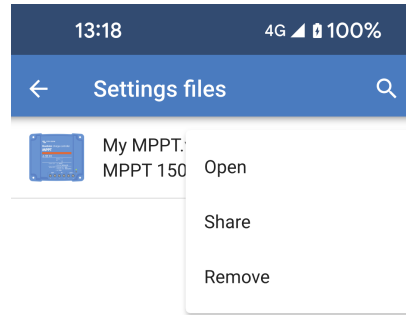 13:18 4G 100%
Settings files
My MPPT.
MPPT 150
Open
Share
Remove